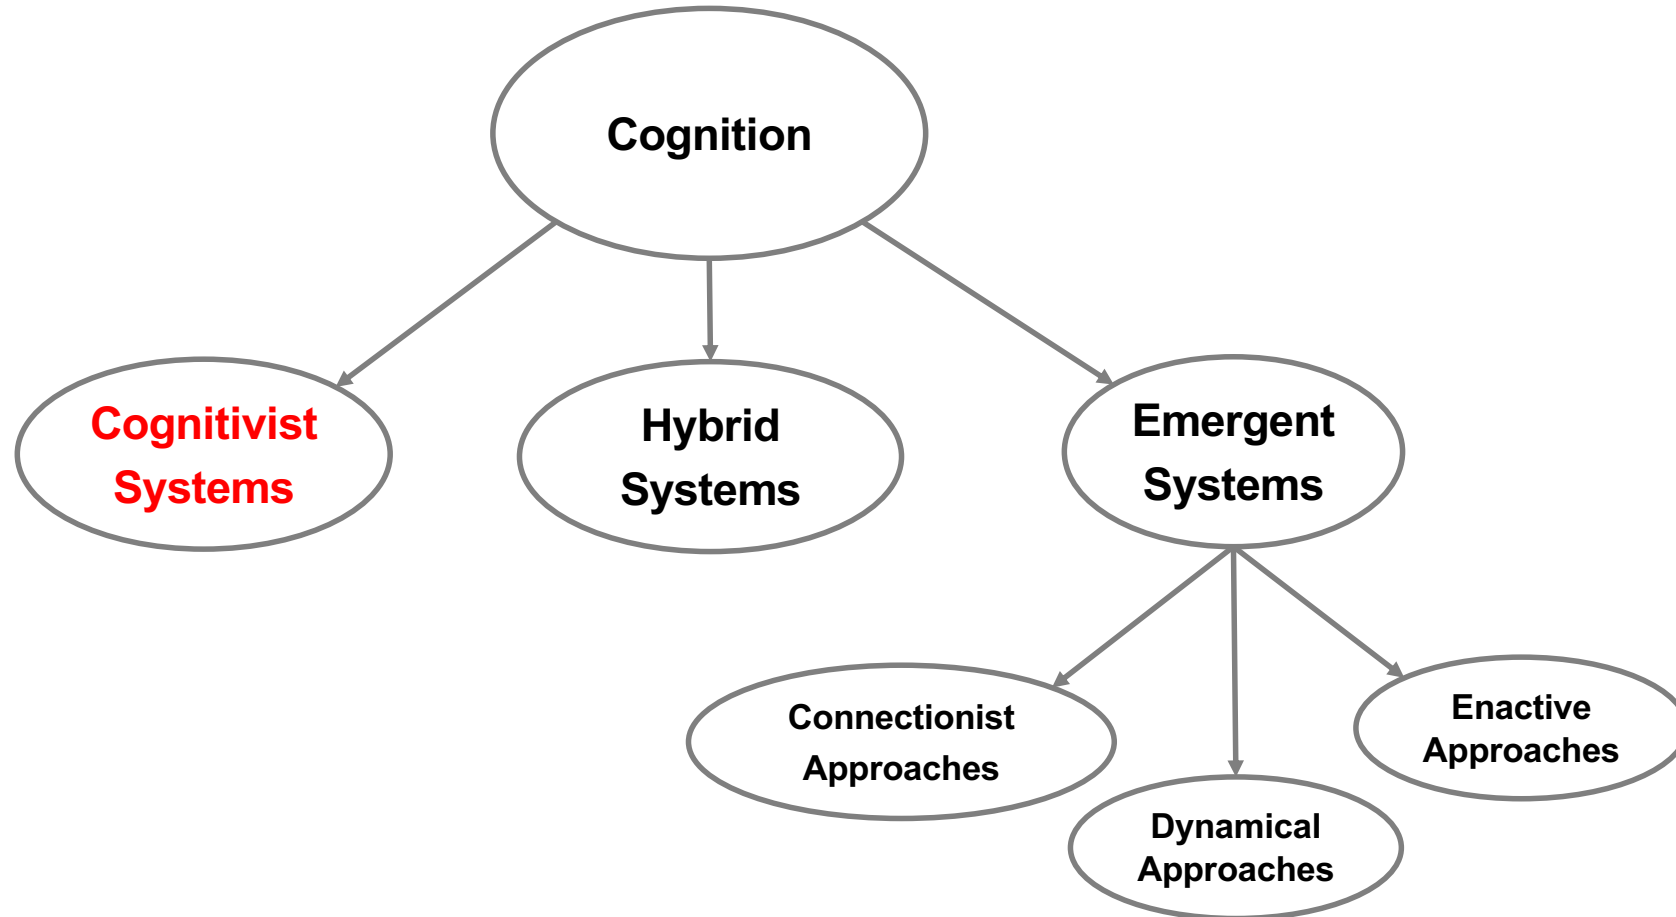 Cognition
Cognitivist
Systems
Hybrid
Systems
Emergent
Systems
Connectionist
Approaches
Dynamical
Approaches
Enactive
Approaches